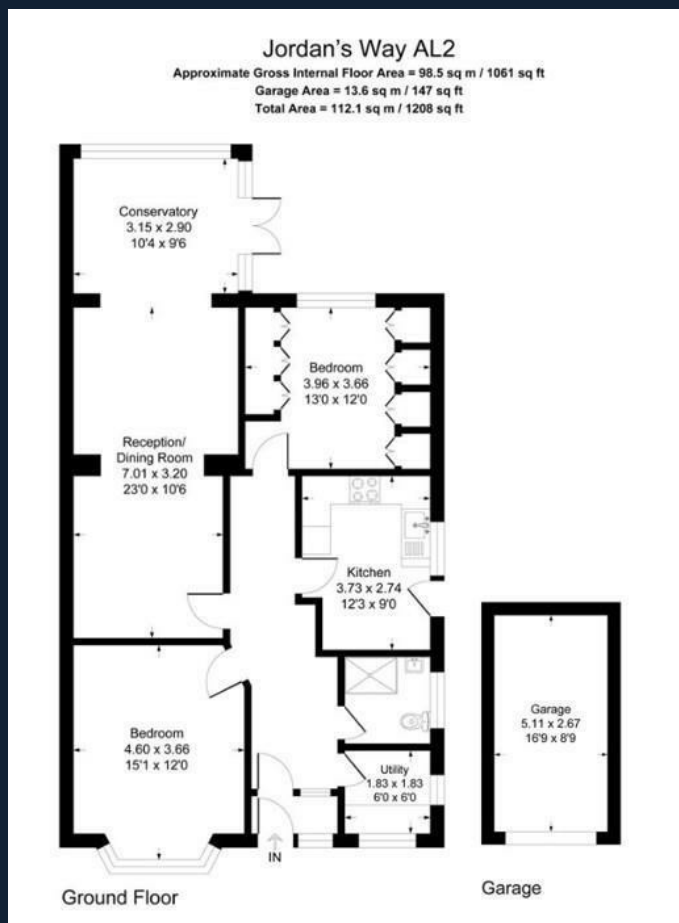 Jordan's Way AL2
Approximate Gross Internal Floor Area = 98.5 sq m / 1061 sq ft
Garage Area = 13.6 sq m / 147 sq ft
Total Area = 112.1 sq m / 1208 sq ft
Conservatory
3.15 x 2.90
10'4 x 9'6
Bedroom
3.96 x 3.66
13'0 x 12'0
Reception/
Dining Room
7.01 x 3.20
23'0 x 10'6
Kitchen
3.73 x 2.74
12'3 x 9'0
Bedroom
4.60 x 3.66
15'1 x 12'0
Utility
1.83 x 1.83
6'0 x 6'0
Garage
5.11 x 2.67
16'9 x 8'9
IN
Ground Floor
Garage